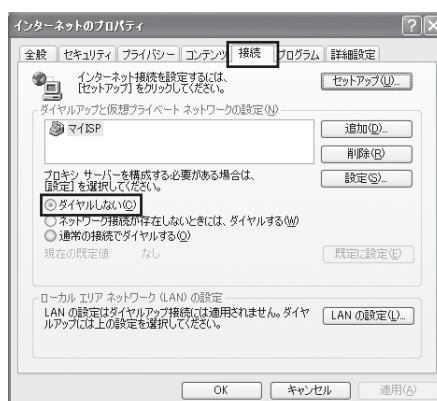 インターネットのプロパティ
全般 セキュリティ プライバシー コンテンツ 接続 プログラム 詳細設定
インターネット接続を設定するには、
[セットアップ] をクリックしてください。
セットアップ(U)...
ダイヤルアップと仮想プライベート ネットワークの設定(N)
マイISP
追加(D)...
削除(R)
プロキシ サーバーを構成する必要がある場合は、
[設定] を選択してください。
設定(S)...
ダイヤルしない(C)
ネットワーク接続が存在しないときには、ダイヤルする(W)
通常の接続でダイヤルする(O)
現在の既定値: なし
既定に設定(E)
ローカル エリア ネットワーク (LAN) の設定
LAN の設定はダイヤルアップ接続には適用されません。ダイヤ
ルアップには上の設定を選択してください。
LAN の設定(L)...
OK キャンセル 適用(A)